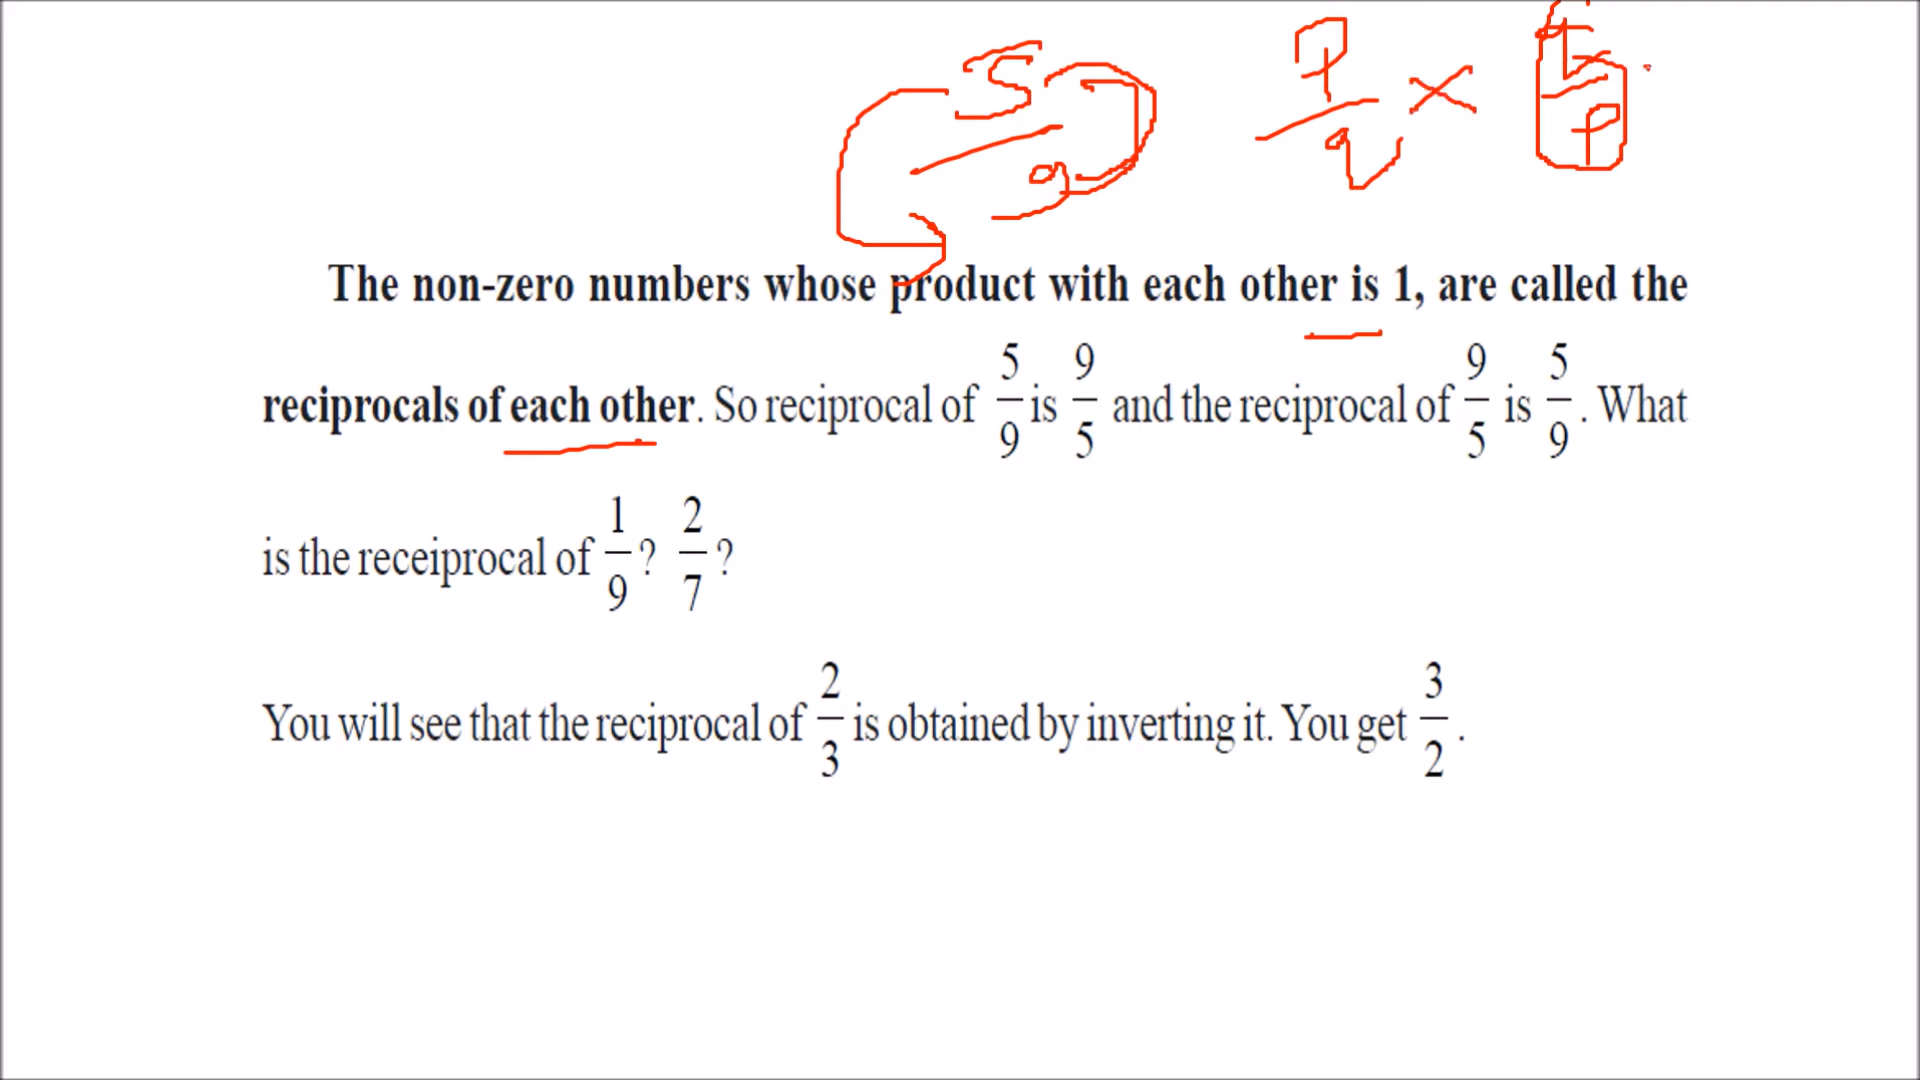 5/9 p/q × q/p
The non-zero numbers whose product with each other is 1, are called the
reciprocals of each other. So reciprocal of 5/9 is 9/5 and the reciprocal of 9/5 is 5/9. What
is the receiprocal of 1/9? 2/7?
You will see that the reciprocal of 2/3 is obtained by inverting it. You get 3/2.